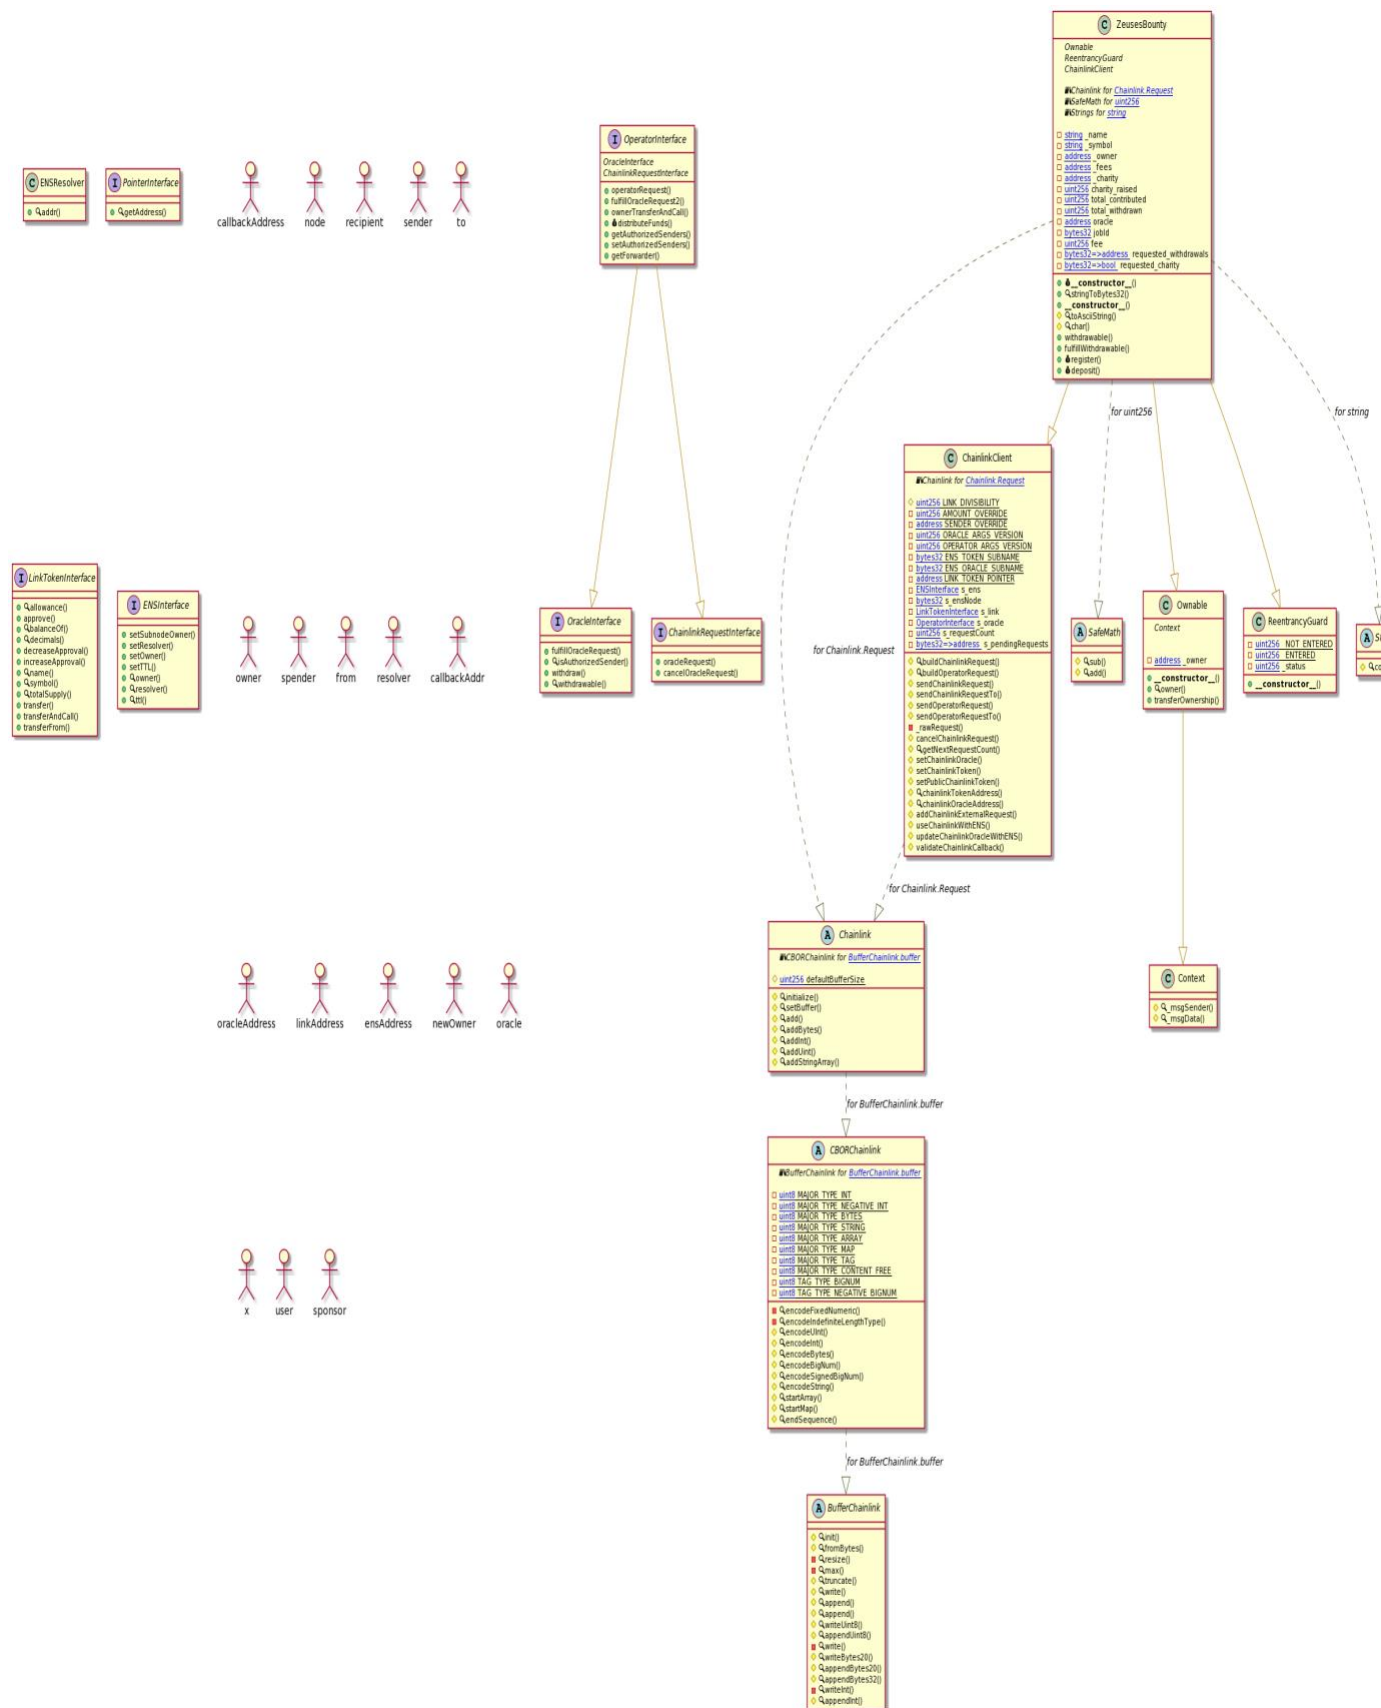 C ZeusesBounty
Ownable
ReentrancyGuard
ChainlinkClient
Chainlink for Chainlink.Request
SafeMath for uint256
Strings for string
string _name
string _symbol
address _owner
address _fees
address _charity
uint256 charity_raised
uint256 total_contributed
uint256 total_withdrawn
address oracle
bytes32 jobId
uint256 fee
bytes32=>address requested_withdrawals
bytes32=>bool requested_charity
__constructor__()
stringToBytes32()
__constructor__()
toAsciiString()
char()
withdrawable()
fulfillWithdrawable()
register()
deposit()
C ENSResolver
addr()
I PointerInterface
getAddress()
callbackAddress
node
recipient
sender
to
I OperatorInterface
OracleInterface
ChainlinkRequestInterface
operatorRequest()
fulfillOracleRequest2()
ownerTransferAndCall()
distributeFunds()
getAuthorizedSenders()
setAuthorizedSenders()
getForwarder()
for uint256
for string
for Chainlink.Request
C ChainlinkClient
Chainlink for Chainlink.Request
uint256 LINK_DIVISIBILITY
uint256 AMOUNT_OVERRIDE
address SENDER_OVERRIDE
uint256 ORACLE_ARGS_VERSION
uint256 OPERATOR_ARGS_VERSION
bytes32 ENS_TOKEN_SUBNAME
bytes32 ENS_ORACLE_SUBNAME
address LINK_TOKEN_POINTER
ENSInterface s_ens
bytes32 s_ensNode
LinkTokenInterface s_link
OperatorInterface s_oracle
uint256 s_requestCount
bytes32=>address s_pendingRequests
buildChainlinkRequest()
buildOperatorRequest()
sendChainlinkRequest()
sendChainlinkRequestTo()
sendOperatorRequest()
sendOperatorRequestTo()
_rawRequest()
cancelChainlinkRequest()
getNextRequestCount()
setChainlinkOracle()
setChainlinkToken()
setPublicChainlinkToken()
chainlinkTokenAddress()
chainlinkOracleAddress()
addChainlinkExternalRequest()
useChainlinkWithENS()
updateChainlinkOracleWithENS()
validateChainlinkCallback()
I LinkTokenInterface
allowance()
approve()
balanceOf()
decimals()
decreaseApproval()
increaseApproval()
name()
symbol()
totalSupply()
transfer()
transferAndCall()
transferFrom()
I ENSInterface
setSubnodeOwner()
setResolver()
setOwner()
setTTL()
owner()
resolver()
ttl()
owner
spender
from
resolver
callbackAddr
I OracleInterface
fulfillOracleRequest()
isAuthorizedSender()
withdraw()
withdrawable()
I ChainlinkRequestInterface
oracleRequest()
cancelOracleRequest()
A SafeMath
sub()
add()
C Ownable
Context
address _owner
__constructor__()
owner()
transferOwnership()
C ReentrancyGuard
uint256 _NOT_ENTERED
uint256 _ENTERED
uint256 _status
__constructor__()
A
for Chainlink.Request
oracleAddress
linkAddress
ensAddress
newOwner
oracle
A Chainlink
CBORChainlink for BufferChainlink.buffer
uint256 defaultBufferSize
initialize()
setBuffer()
add()
addBytes()
addInt()
addUint()
addStringArray()
C Context
_msgSender()
_msgData()
for BufferChainlink.buffer
x
user
sponsor
A CBORChainlink
BufferChainlink for BufferChainlink.buffer
uint8 MAJOR_TYPE_INT
uint8 MAJOR_TYPE_NEGATIVE_INT
uint8 MAJOR_TYPE_BYTES
uint8 MAJOR_TYPE_STRING
uint8 MAJOR_TYPE_ARRAY
uint8 MAJOR_TYPE_MAP
uint8 MAJOR_TYPE_TAG
uint8 MAJOR_TYPE_CONTENT_FREE
uint8 TAG_TYPE_BIGNUM
uint8 TAG_TYPE_NEGATIVE_BIGNUM
encodeFixedNumeric()
encodeIndefiniteLengthType()
encodeUInt()
encodeInt()
encodeBytes()
encodeBigNum()
encodeSignedBigNum()
encodeString()
startArray()
startMap()
endSequence()
for BufferChainlink.buffer
A BufferChainlink
init()
fromBytes()
resize()
max()
truncate()
write()
append()
append()
writeUint8()
appendUint8()
write()
writeBytes20()
appendBytes20()
appendBytes32()
writeInt()
appendInt()